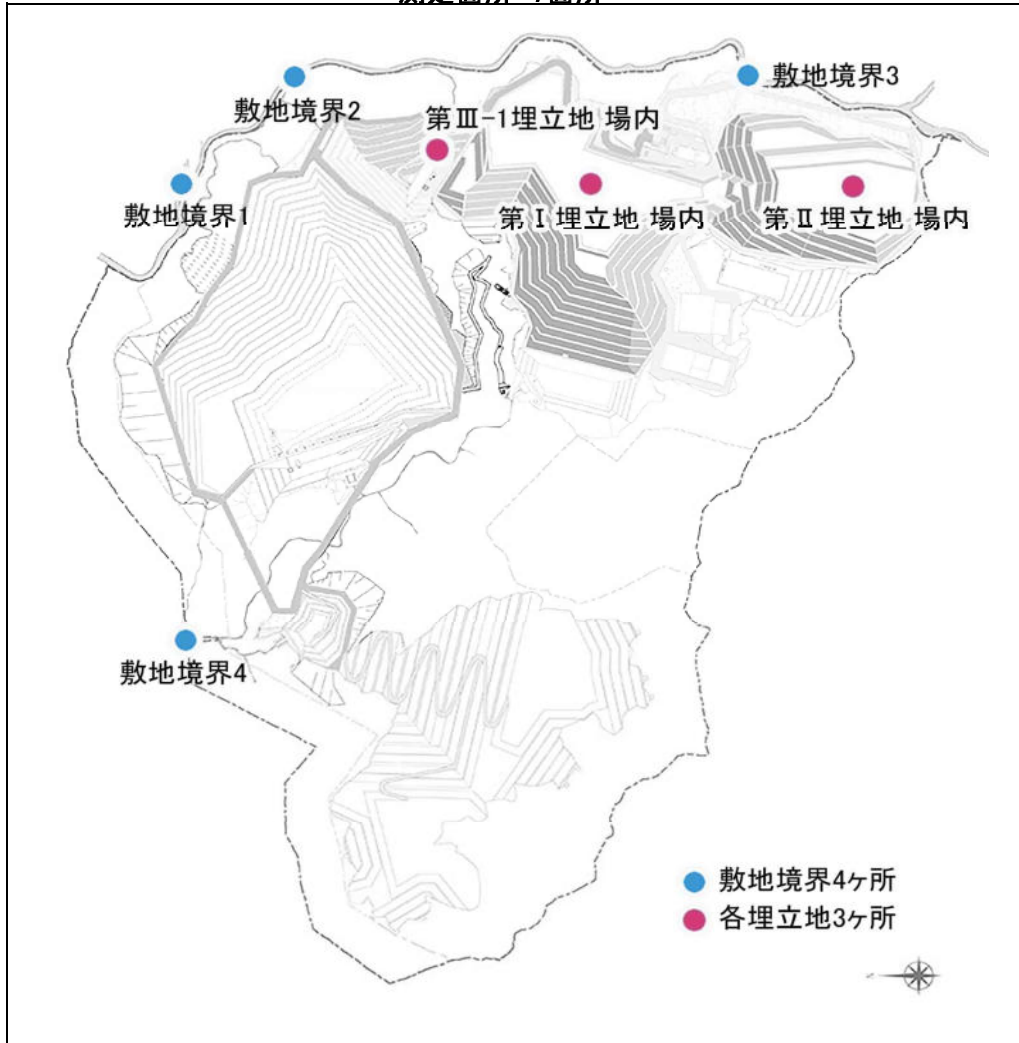 敷地境界3
敷地境界2
第Ⅲ-1埋立地 場内
敷地境界1
第Ⅰ埋立地 場内
第Ⅱ埋立地 場内
敷地境界4
敷地境界4ヶ所
各埋立地3ヶ所